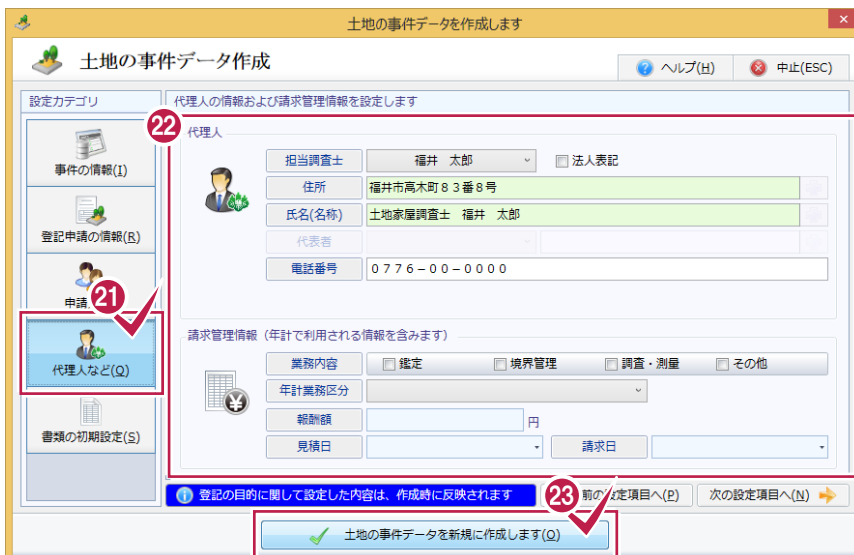 土地の事件データを作成します
土地の事件データ作成
ヘルプ(H)
中止(ESC)
設定カテゴリ
代理人の情報および請求管理情報を設定します
22
事件の情報(I)
登記申請の情報(R)
申請
21
代理人など(Q)
書類の初期設定(S)
代理人
担当調査士 福井 太郎 法人表記
住所 福井市高木町83番8号
氏名(名称) 土地家屋調査士 福井 太郎
代表者
電話番号 0776-00-0000
請求管理情報(年計で利用される情報を含みます)
業務内容 鑑定 境界管理 調査・測量 その他
年計業務区分
報酬額 円
見積日 請求日
登記の目的に関して設定した内容は、作成時に反映されます
23
前の設定項目へ(P)
次の設定項目へ(N)
土地の事件データを新規に作成します(O)